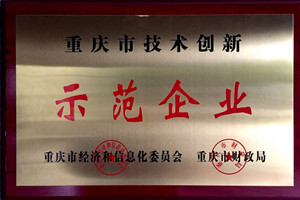 重庆市技术创新
示范企业
重庆市经济和信息化委员会 重庆市财政局